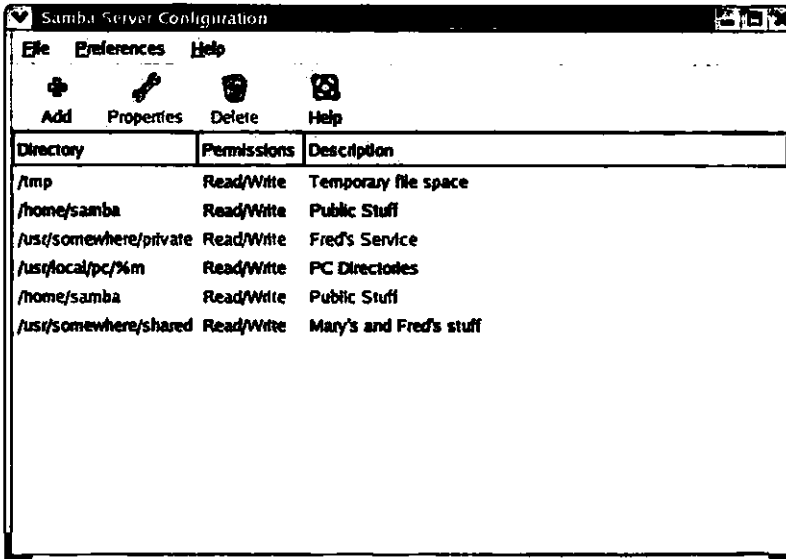 Samba Server Configuration
File Preferences Help
Add Properties Delete Help
Directory Permissions Description
/tmp Read/Write Temporary file space
/home/samba Read/Write Public Stuff
/usr/somewhere/private Read/Write Fred's Service
/usr/local/pc/%m Read/Write PC Directories
/home/samba Read/Write Public Stuff
/usr/somewhere/shared Read/Write Mary's and Fred's stuff